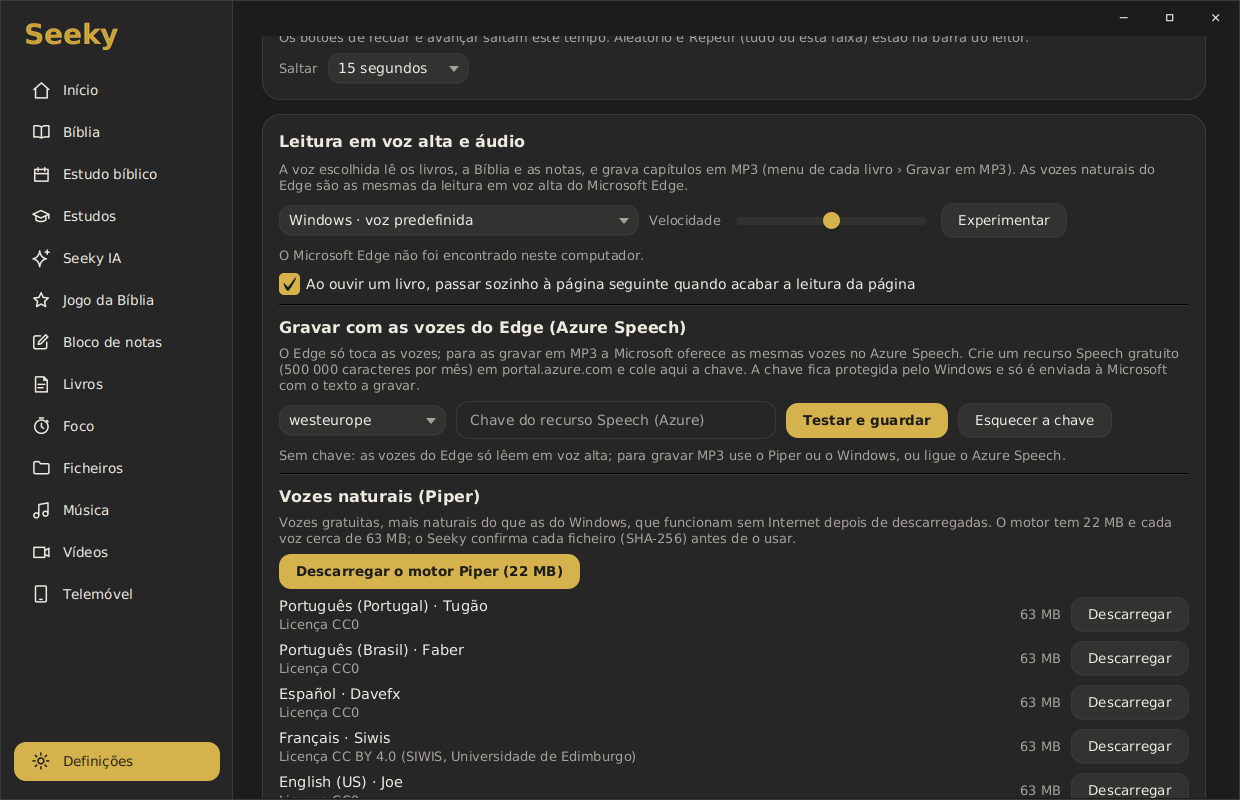 Seeky
Início
Bíblia
Estudo bíblico
Estudos
Seeky IA
Jogo da Bíblia
Bloco de notas
Livros
Foco
Ficheiros
Música
Vídeos
Telemóvel
Definições
Os botões de recuar e avançar saltam este tempo. Aleatório e Repetir (tudo ou esta faixa) estão na barra do leitor.
Saltar 15 segundos
Leitura em voz alta e áudio
A voz escolhida lê os livros, a Bíblia e as notas, e grava capítulos em MP3 (menu de cada livro › Gravar em MP3). As vozes naturais do
Edge são as mesmas da leitura em voz alta do Microsoft Edge.
Windows · voz predefinida Velocidade Experimentar
O Microsoft Edge não foi encontrado neste computador.
Ao ouvir um livro, passar sozinho à página seguinte quando acabar a leitura da página
Gravar com as vozes do Edge (Azure Speech)
O Edge só toca as vozes; para as gravar em MP3 a Microsoft oferece as mesmas vozes no Azure Speech. Crie um recurso Speech gratuito
(500 000 caracteres por mês) em portal.azure.com e cole aqui a chave. A chave fica protegida pelo Windows e só é enviada à Microsoft
com o texto a gravar.
westeurope Chave do recurso Speech (Azure) Testar e guardar Esquecer a chave
Sem chave: as vozes do Edge só lêem em voz alta; para gravar MP3 use o Piper ou o Windows, ou ligue o Azure Speech.
Vozes naturais (Piper)
Vozes gratuitas, mais naturais do que as do Windows, que funcionam sem Internet depois de descarregadas. O motor tem 22 MB e cada
voz cerca de 63 MB; o Seeky confirma cada ficheiro (SHA-256) antes de o usar.
Descarregar o motor Piper (22 MB)
Português (Portugal) · Tugão
Licença CC0
63 MB Descarregar
Português (Brasil) · Faber
Licença CC0
63 MB Descarregar
Español · Davefx
Licença CC0
63 MB Descarregar
Français · Siwis
Licença CC BY 4.0 (SIWIS, Universidade de Edimburgo)
63 MB Descarregar
English (US) · Joe
63 MB Descarregar